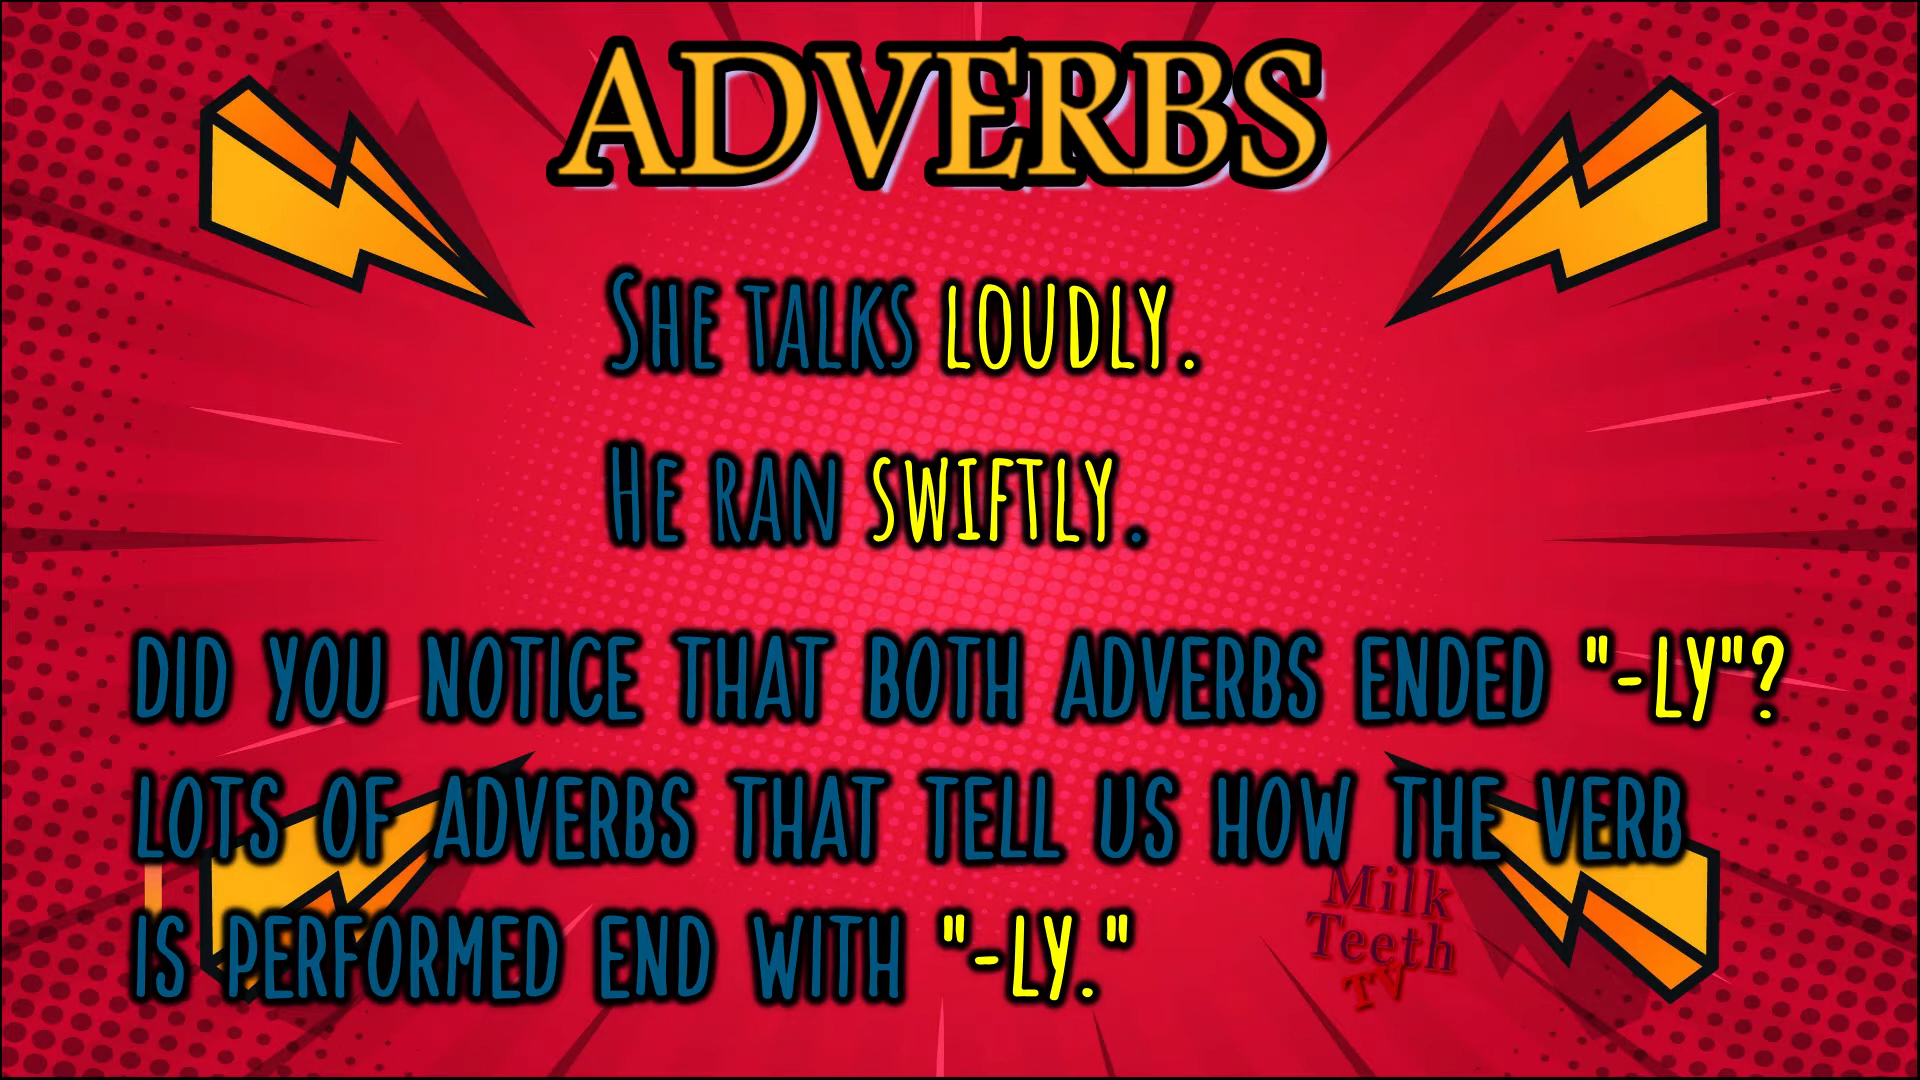 ADVERBS
She talks loudly.
He ran swiftly.
DID YOU NOTICE THAT BOTH ADVERBS ENDED "-LY"?
LOTS OF ADVERBS THAT TELL US HOW THE VERB
IS PERFORMED END WITH "-LY."
Milk
Teeth
TV